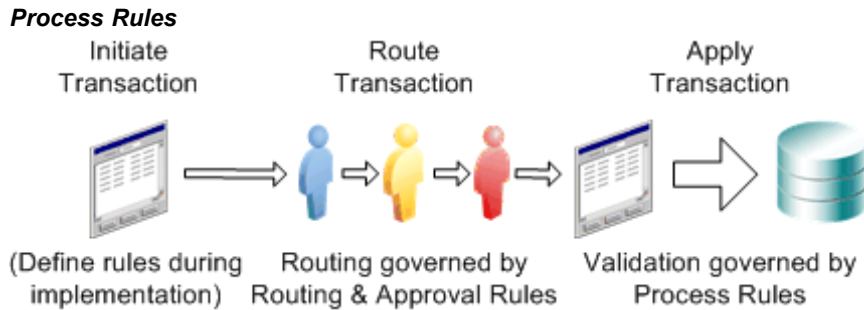 Process Rules
Initiate
Transaction
Route
Transaction
Apply
Transaction
(Define rules during
implementation)
Routing governed by
Routing & Approval Rules
Validation governed by
Process Rules